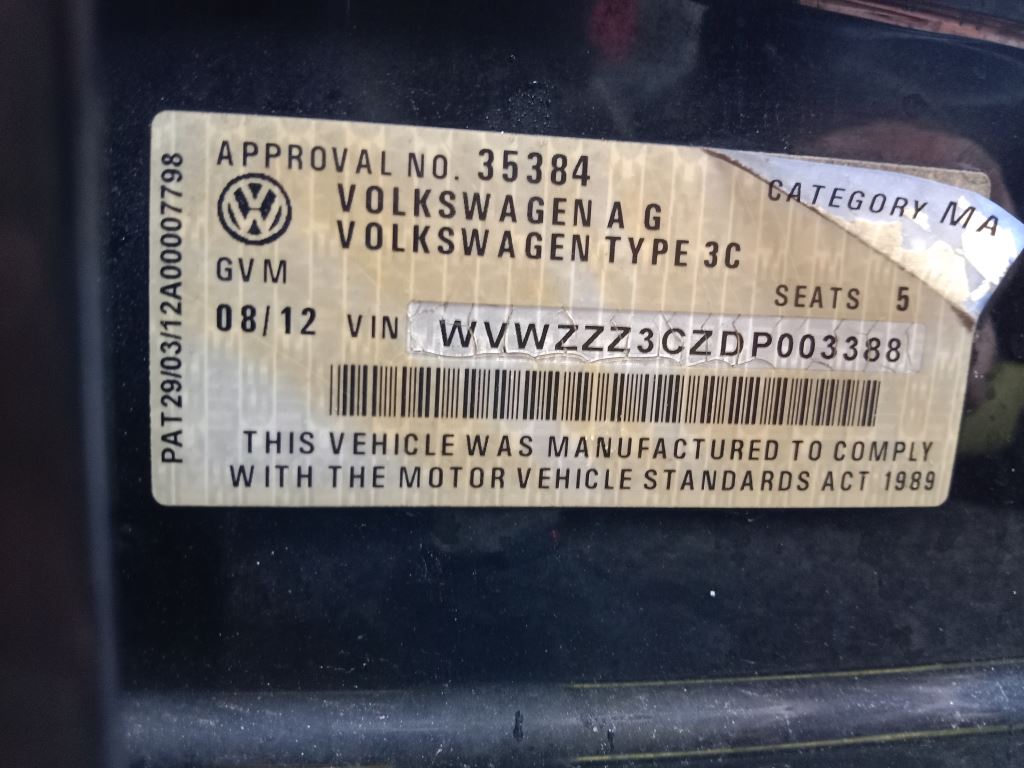 APPROVAL NO. 35384
CATEGORY MA
VOLKSWAGEN A G
VOLKSWAGEN TYPE 3C
GVM
SEATS 5
08/12 VIN WVWZZZ3CZDP003388
THIS VEHICLE WAS MANUFACTURED TO COMPLY
WITH THE MOTOR VEHICLE STANDARDS ACT 1989
PAT29/03/12A00007798